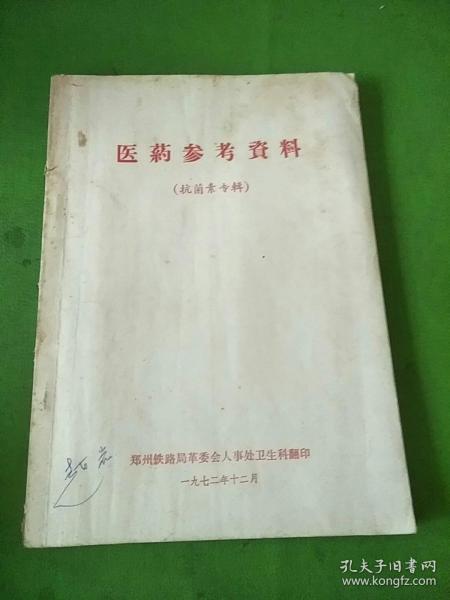 医药参考資料
(抗菌素专辑)
郑州铁路局革委会人事处卫生科翻印
一九七二年十二月
孔夫子旧书网
www.kongfz.com